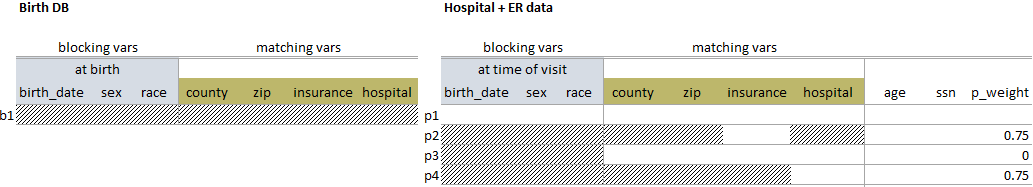 Birth DB Hospital + ER data
blocking vars matching vars blocking vars matching vars
at birth at time of visit
birth_date sex race county zip insurance hospital birth_date sex race county zip insurance hospital age ssn p_weight
b1 p1
p2 0.75
p3 0
p4 0.75